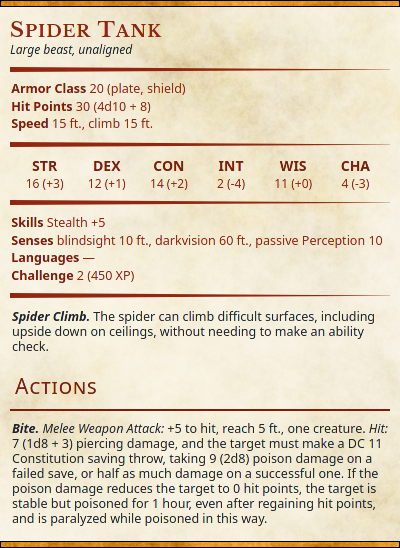 Spider Tank
Large beast, unaligned
Armor Class 20 (plate, shield)
Hit Points 30 (4d10 + 8)
Speed 15 ft., climb 15 ft.
STR DEX CON INT WIS CHA
16 (+3) 12 (+1) 14 (+2) 2 (-4) 11 (+0) 4 (-3)
Skills Stealth +5
Senses blindsight 10 ft., darkvision 60 ft., passive Perception 10
Languages —
Challenge 2 (450 XP)
Spider Climb. The spider can climb difficult surfaces, including
upside down on ceilings, without needing to make an ability
check.
Actions
Bite. Melee Weapon Attack: +5 to hit, reach 5 ft., one creature. Hit:
7 (1d8 + 3) piercing damage, and the target must make a DC 11
Constitution saving throw, taking 9 (2d8) poison damage on a
failed save, or half as much damage on a successful one. If the
poison damage reduces the target to 0 hit points, the target is
stable but poisoned for 1 hour, even after regaining hit points,
and is paralyzed while poisoned in this way.